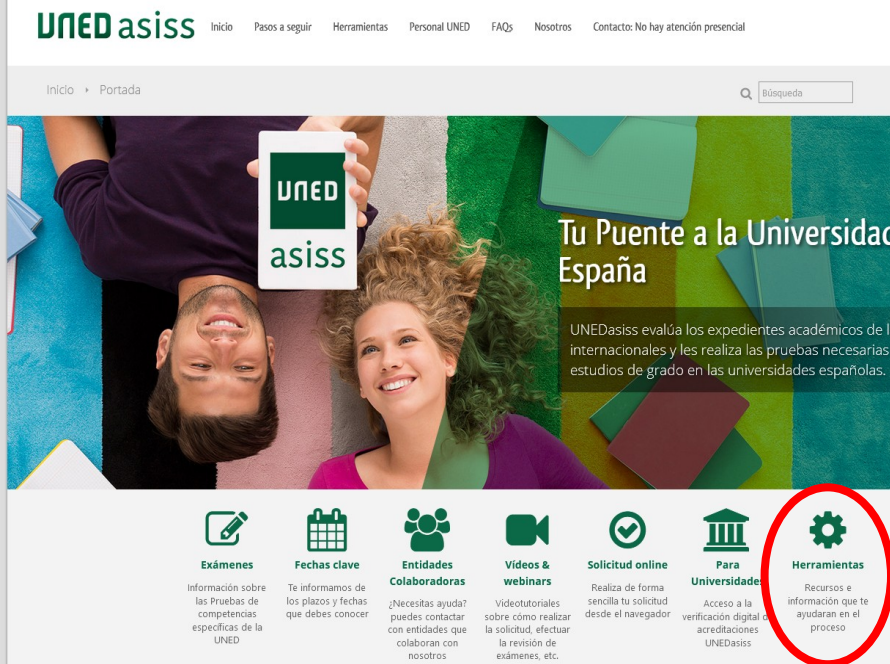 UNED asiss
Inicio Pasos a seguir Herramientas Personal UNED FAQs Nosotros Contacto: No hay atención presencial
Inicio Portada
Búsqueda
UNED
asiss
Tu Puente a la Universidad
España
UNEDasiss evalúa los expedientes académicos de
internacionales y les realiza las pruebas necesarias
estudios de grado en las universidades españolas.
Exámenes
Información sobre
las Pruebas de
competencias
específicas de la
UNED
Fechas clave
Te informamos de
los plazos y fechas
que debes conocer
Entidades
Colaboradoras
¿Necesitas ayuda?
puedes contactar
con entidades que
colaboran con
nosotros
Vídeos &
webinars
Videotutoriales
sobre cómo realizar
la solicitud, efectuar
la revisión de
exámenes, etc.
Solicitud online
Realiza de forma
sencilla tu solicitud
desde el navegador
Para
Universidades
Acceso a la
verificación digital
acreditaciones
UNEDasiss
Herramientas
Recursos e
información que te
ayudaran en el
proceso